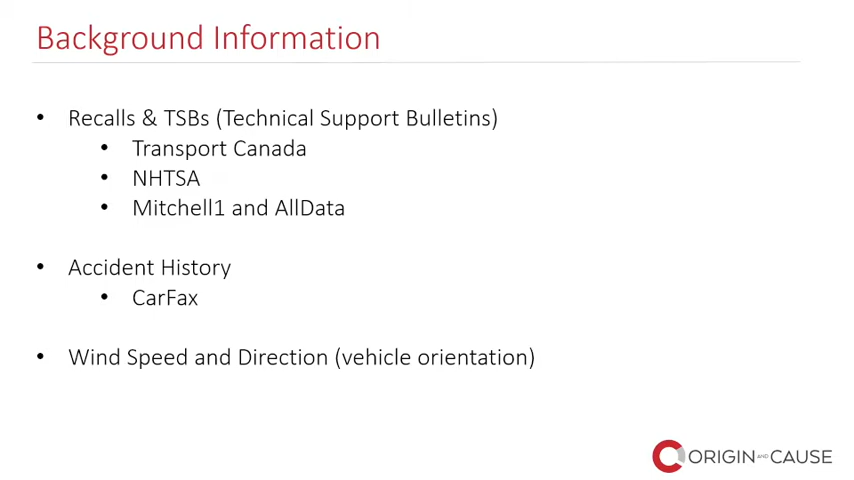 Background Information
• Recalls & TSBs (Technical Support Bulletins)
• Transport Canada
• NHTSA
• Mitchell1 and AllData
• Accident History
• CarFax
• Wind Speed and Direction (vehicle orientation)
ORIGIN AND CAUSE